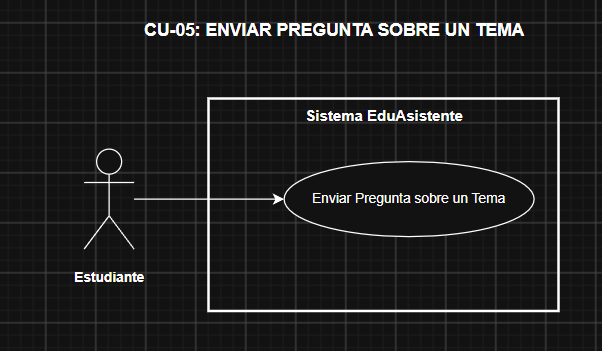 CU-05: ENVIAR PREGUNTA SOBRE UN TEMA
Sistema EduAsistente
Enviar Pregunta sobre un Tema
Estudiante